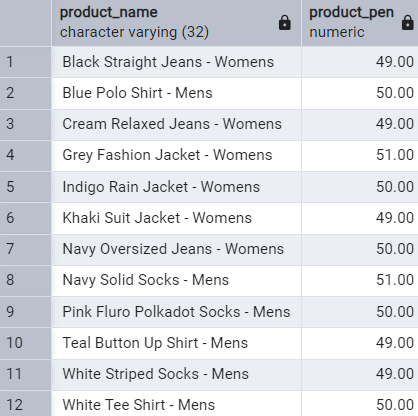 product_name product_pen
character varying (32) numeric
1 Black Straight Jeans - Womens 49.00
2 Blue Polo Shirt - Mens 50.00
3 Cream Relaxed Jeans - Womens 49.00
4 Grey Fashion Jacket - Womens 51.00
5 Indigo Rain Jacket - Womens 50.00
6 Khaki Suit Jacket - Womens 49.00
7 Navy Oversized Jeans - Womens 50.00
8 Navy Solid Socks - Mens 51.00
9 Pink Fluro Polkadot Socks - Mens 50.00
10 Teal Button Up Shirt - Mens 49.00
11 White Striped Socks - Mens 49.00
12 White Tee Shirt - Mens 50.00